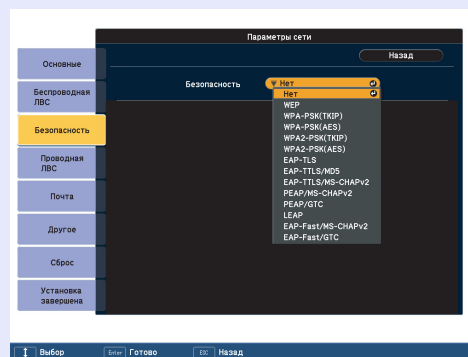 Параметры сети
Назад
Основные
Беспроводная
ЛВС
Безопасность
Проводная
ЛВС
Почта
Другое
Сброс
Установка
завершена
Безопасность
Нет
Нет
WEP
WPA-PSK(TKIP)
WPA-PSK(AES)
WPA2-PSK(TKIP)
WPA2-PSK(AES)
EAP-TLS
EAP-TTLS/MD5
EAP-TTLS/MS-CHAPv2
PEAP/MS-CHAPv2
PEAP/GTC
LEAP
EAP-Fast/MS-CHAPv2
EAP-Fast/GTC
Выбор Enter Готово ESC Назад